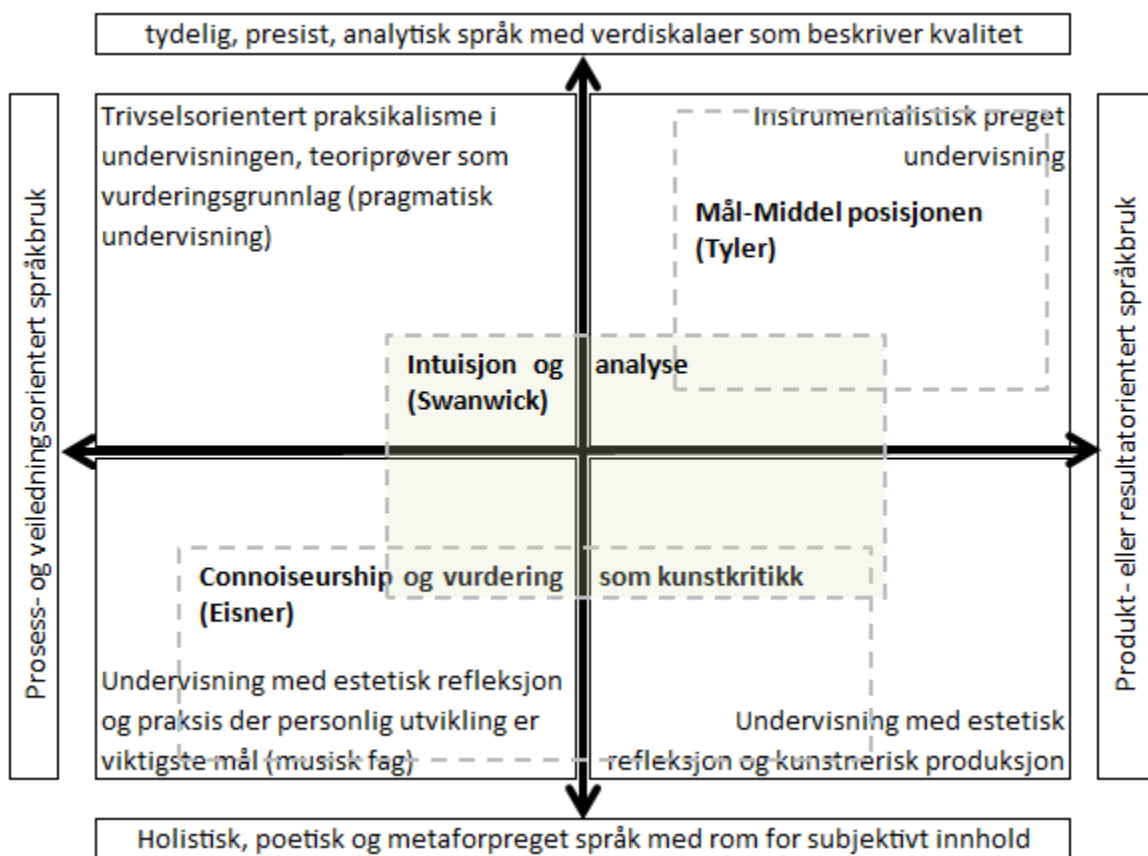 tydelig, presist, analytisk språk med verdiskalaer som beskriver kvalitet
Prosess- og veiledningsorientert språkbruk
Trivselsorientert praksikalisme i
undervisningen, teoriprøver som
vurderingsgrunnlag (pragmatisk
undervisning)
Instrumentalistisk preget
undervisning
Mål-Middel posisjonen
(Tyler)
Produkt- eller resultatorientert språkbruk
Intuisjon og analyse
(Swanwick)
Connoiseurship og vurdering som kunstkritikk
(Eisner)
Undervisning med estetisk refleksjon
og praksis der personlig utvikling er
viktigste mål (musisk fag)
Undervisning med estetisk
refleksjon og kunstnerisk produksjon
Holistisk, poetisk og metaforpreget språk med rom for subjektivt innhold